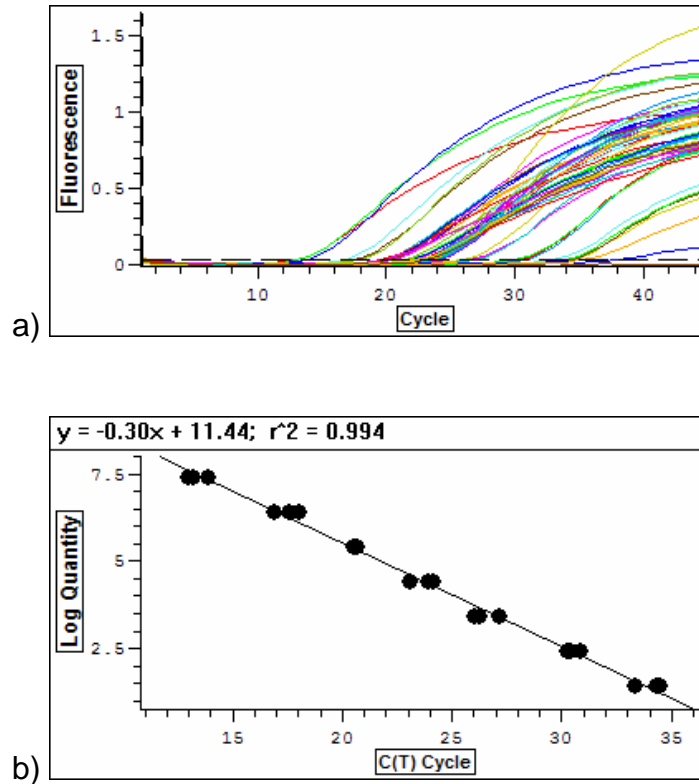 1.5
1
0.5
0
Fluorescence
10 20 30 40
Cycle
a)
y = -0.30x + 11.44; r^2 = 0.994
7.5
5
2.5
Log Quantity
15 20 25 30 35
C(T) Cycle
b)